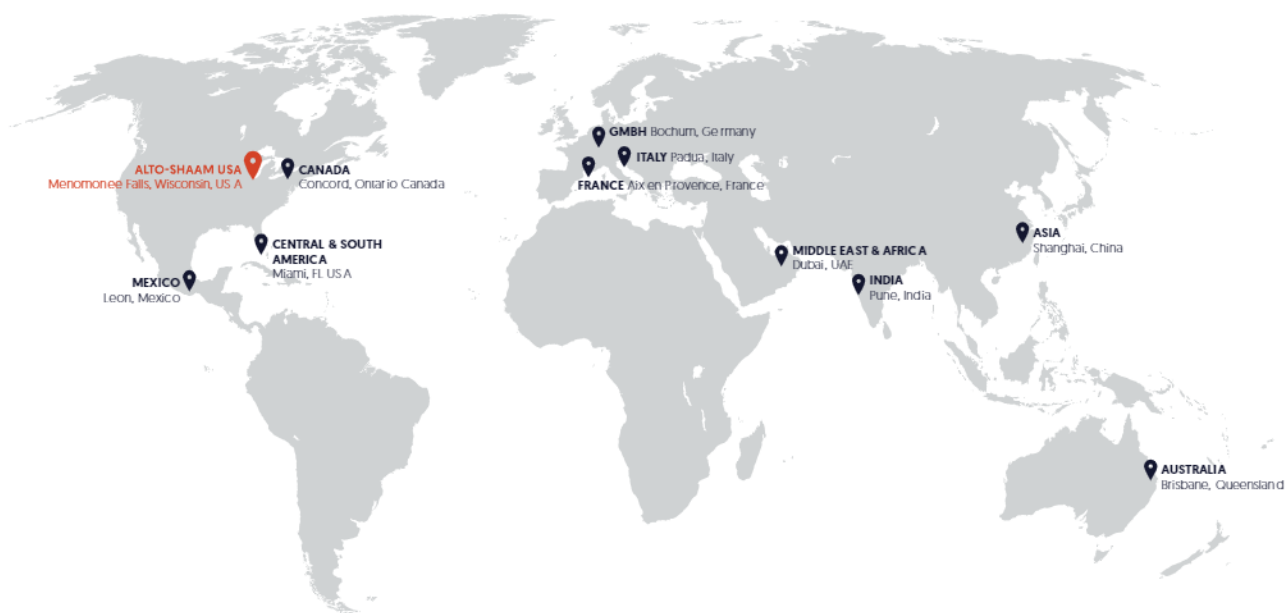 GMBH Bochum, Germany
ITALY Padua, Italy
FRANCE Aix en Provence, France
ALTO-SHAAM USA
Menomonee Falls, Wisconsin, US A
CANADA
Concord, Ontario Canada
CENTRAL & SOUTH
AMERICA
Miami, FL USA
MEXICO
Leon, Mexico
MIDDLE EAST & AFRICA
Dubai, UAE
INDIA
Pune, India
ASIA
Shanghai, China
AUSTRALIA
Brisbane, Queensland